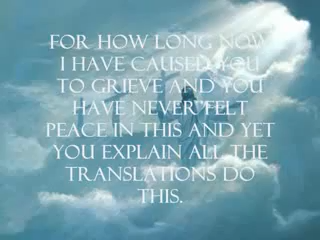 FOR HOW LONG NOW
I HAVE CAUSED YOU
TO GRIEVE AND YOU
HAVE NEVER FELT
PEACE IN THIS AND YET
YOU EXPLAIN ALL THE
TRANSLATIONS DO
THIS.